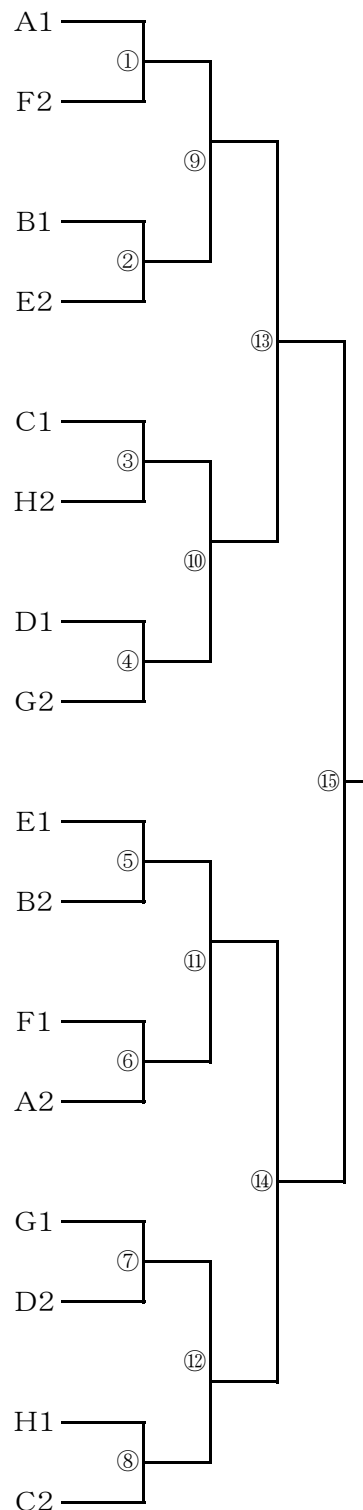 A1
①
F2
⑨
B1
②
E2
⑬
C1
③
H2
⑩
D1
④
G2
⑮
E1
⑤
B2
⑪
F1
⑥
A2
⑭
G1
⑦
D2
⑫
H1
⑧
C2